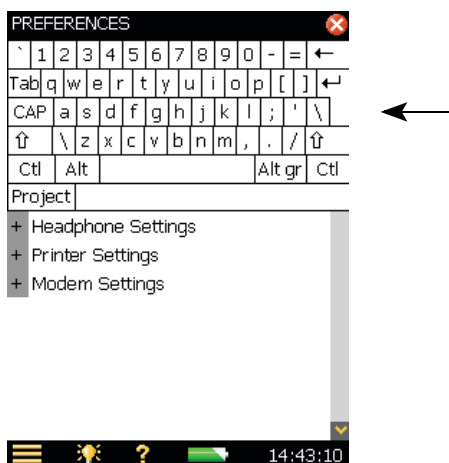 PREFERENCES
` 1 2 3 4 5 6 7 8 9 0 - = ←
Tab q w e r t y u i o p [ ] ↵
CAP a s d f g h j k l ; ' \
⇧ \ z x c v b n m , . / ⇧
Ctl Alt Alt gr Ctl
Project
+ Headphone Settings
+ Printer Settings
+ Modem Settings
? 14:43:10